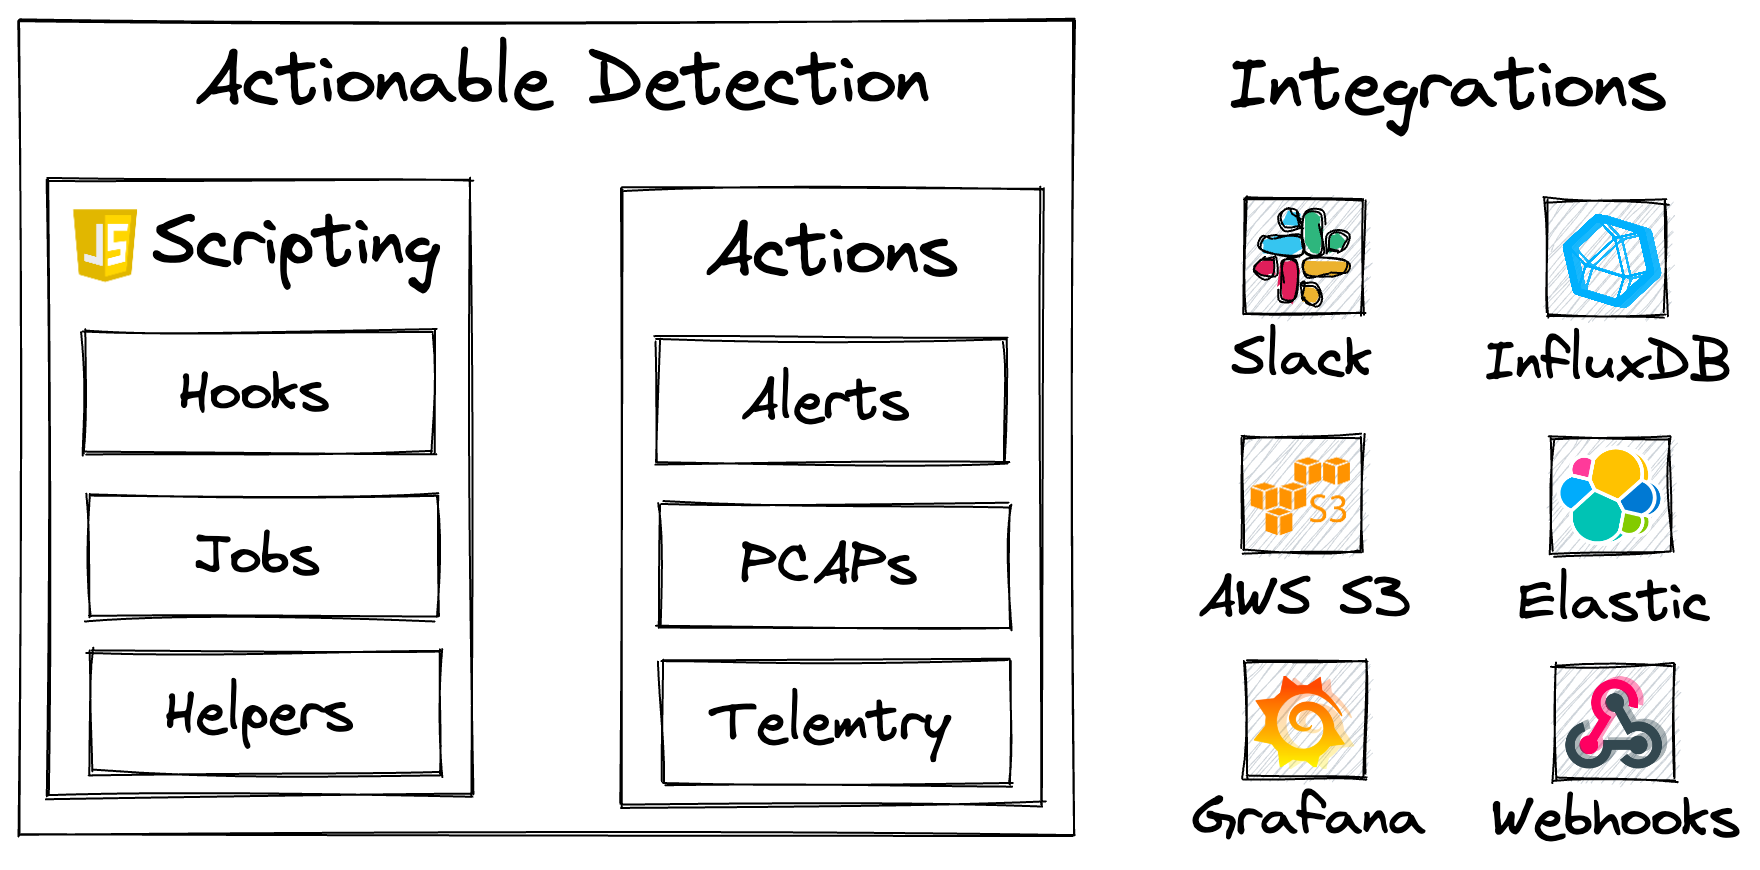 Actionable Detection
Integrations
JS Scripting
Hooks
Jobs
Helpers
Actions
Alerts
PCAPs
Telemtry
Slack
InfluxDB
S3
AWS S3
Elastic
Grafana
Webhooks